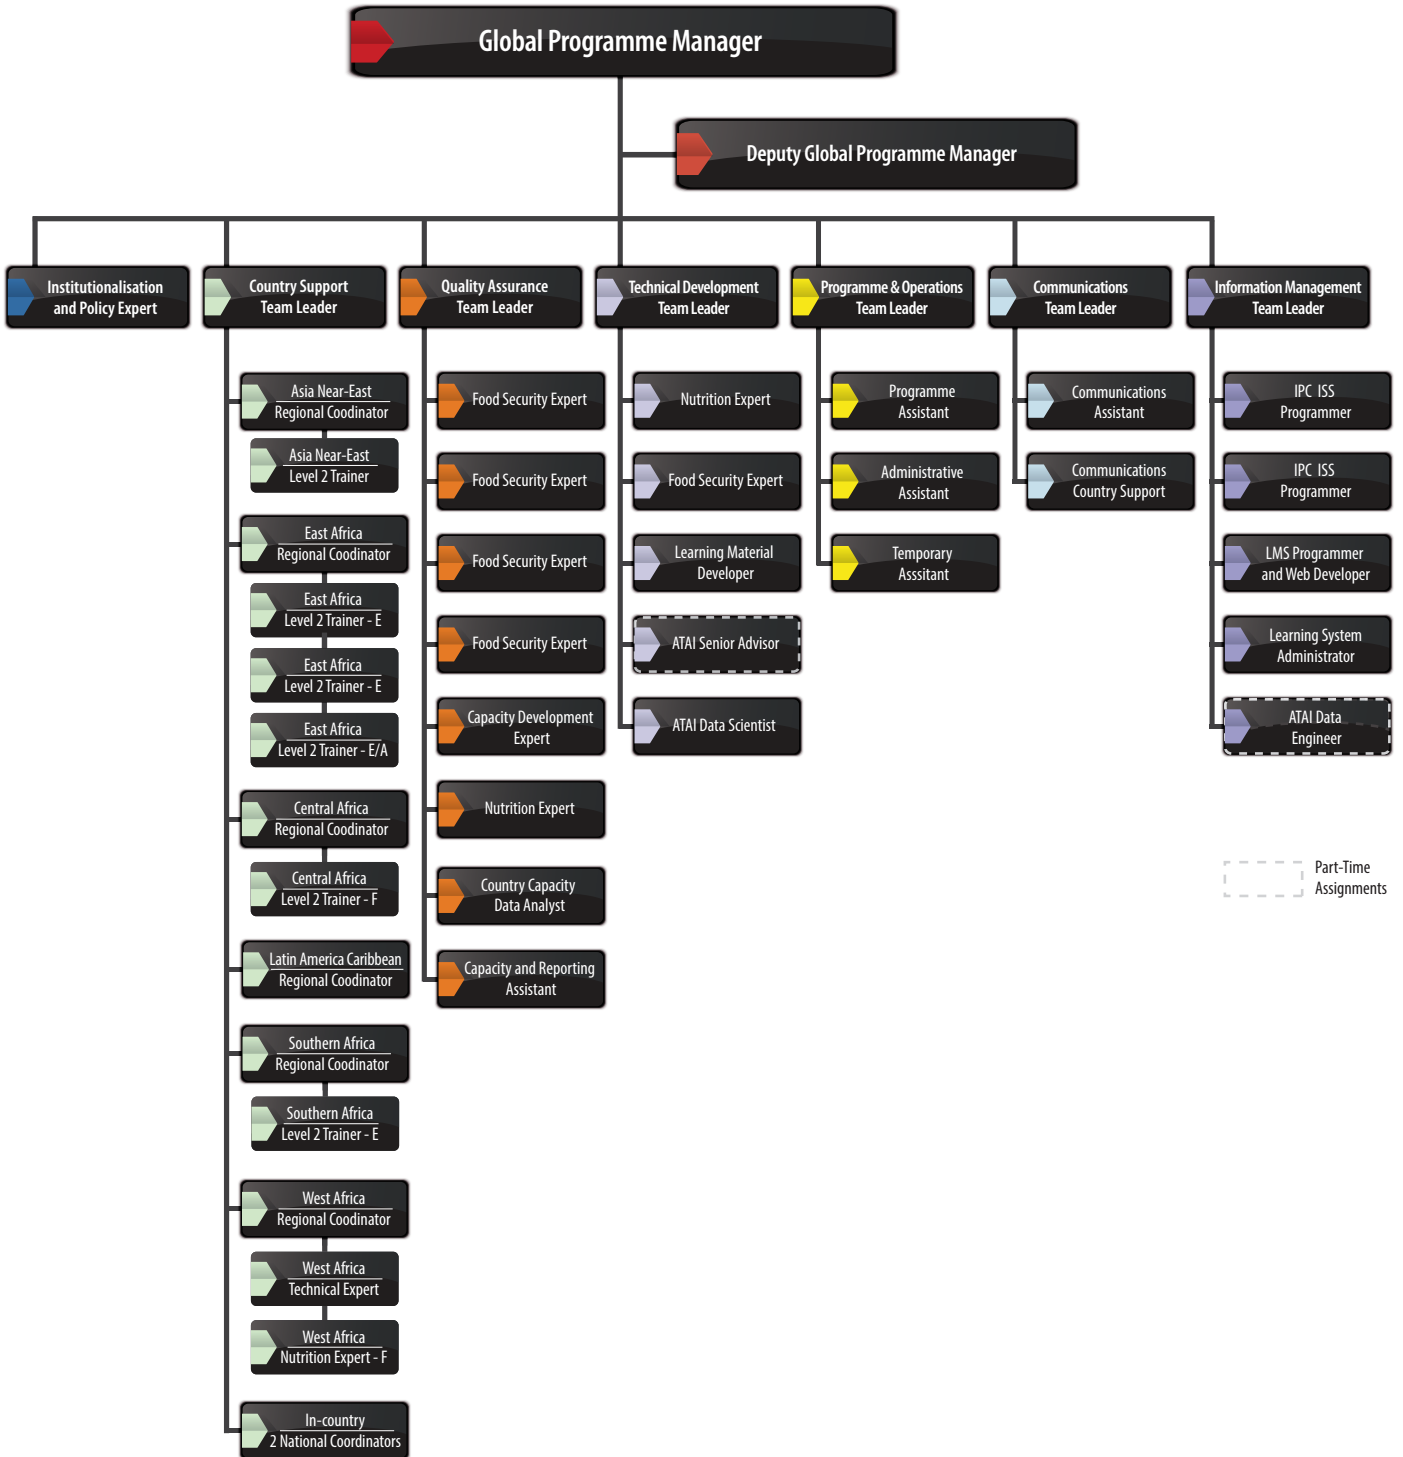 Global Programme Manager
Deputy Global Programme Manager
Institutionalisation
and Policy Expert
Country Support
Team Leader
Quality Assurance
Team Leader
Technical Development
Team Leader
Programme & Operations
Team Leader
Communications
Team Leader
Information Management
Team Leader
Asia Near-East
Regional Coodinator
Asia Near-East
Level 2 Trainer
East Africa
Regional Coodinator
East Africa
Level 2 Trainer - E
East Africa
Level 2 Trainer - E
East Africa
Level 2 Trainer - E/A
Central Africa
Regional Coodinator
Central Africa
Level 2 Trainer - F
Latin America Caribbean
Regional Coodinator
Southern Africa
Regional Coodinator
Southern Africa
Level 2 Trainer - E
West Africa
Regional Coodinator
West Africa
Technical Expert
West Africa
Nutrition Expert - F
In-country
2 National Coordinators
Food Security Expert
Food Security Expert
Food Security Expert
Food Security Expert
Capacity Development
Expert
Nutrition Expert
Country Capacity
Data Analyst
Capacity and Reporting
Assistant
Nutrition Expert
Food Security Expert
Learning Material
Developer
ATAI Senior Advisor
ATAI Data Scientist
Programme
Assistant
Administrative
Assistant
Temporary
Asssitant
Communications
Assistant
Communications
Country Support
IPC ISS
Programmer
IPC ISS
Programmer
LMS Programmer
and Web Developer
Learning System
Administrator
ATAI Data
Engineer
Part-Time
Assignments